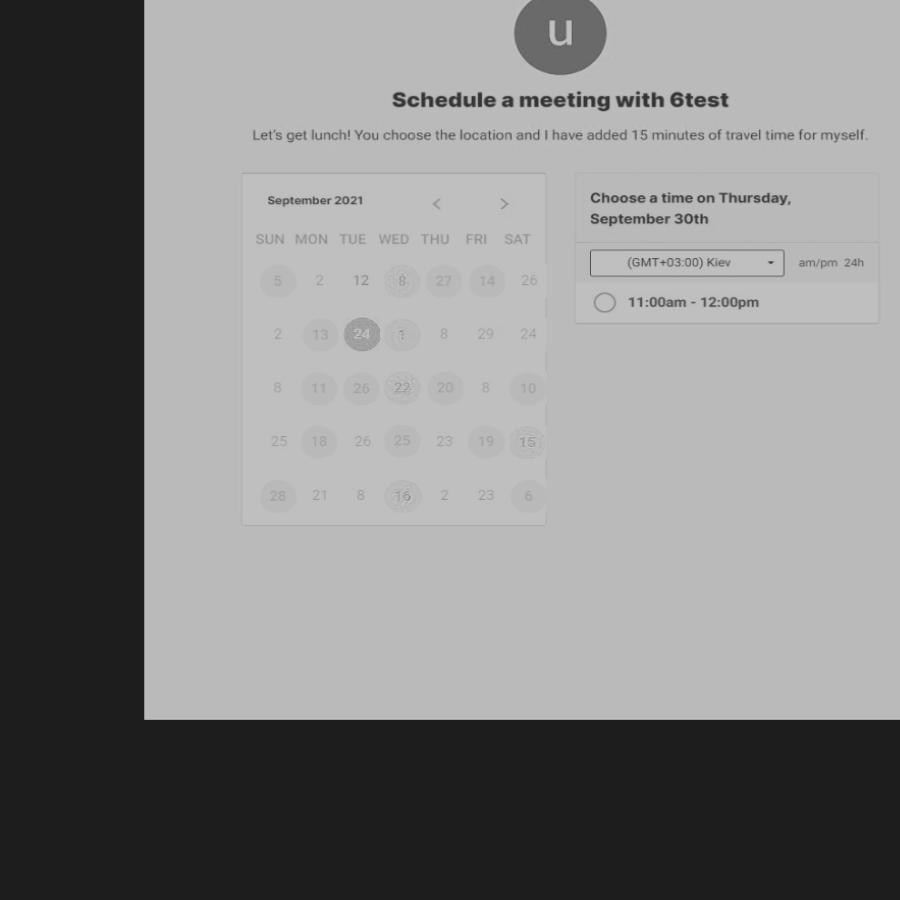 u
Schedule a meeting with 6test
Let's get lunch! You choose the location and I have added 15 minutes of travel time for myself.
September 2021 < >
SUN MON TUE WED THU FRI SAT
5 2 12 8 27 14 26
2 13 24 1 8 29 24
8 11 26 22 20 8 10
25 18 26 25 23 19 15
28 21 8 16 2 23 6
Choose a time on Thursday,
September 30th
(GMT+03:00) Kiev am/pm 24h
11:00am - 12:00pm